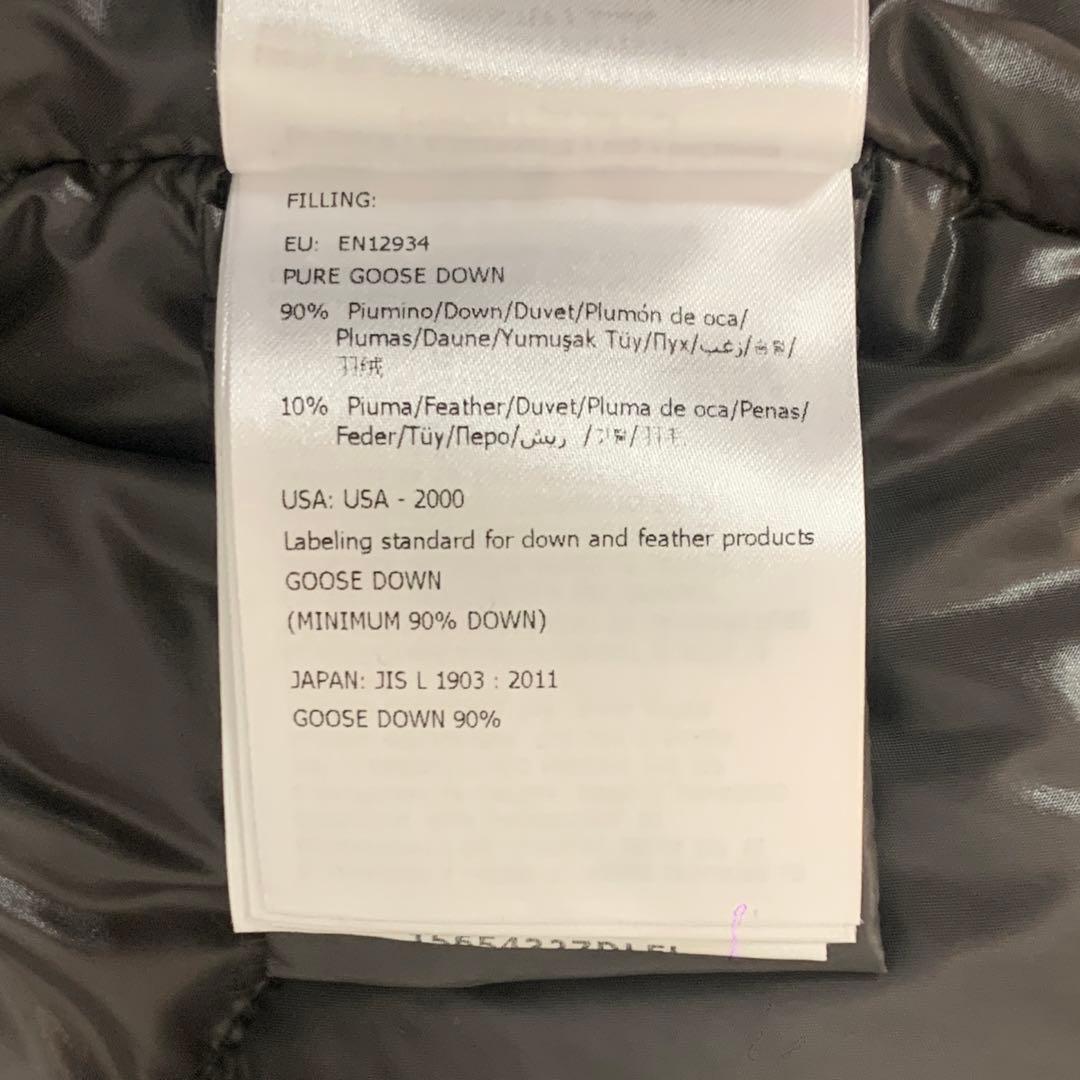 FILLING:
EU: EN12934
PURE GOOSE DOWN
90% Piumino/Down/Duvet/Plumón de oca/
Plumas/Daune/Yumuşak Tüy/Пух/زغب/
羽绒
10% Piuma/Feather/Duvet/Pluma de oca/Penas/
Feder/Tüy/Перо/ريش /
USA: USA - 2000
Labeling standard for down and feather products
GOOSE DOWN
(MINIMUM 90% DOWN)
JAPAN: JIS L 1903 : 2011
GOOSE DOWN 90%